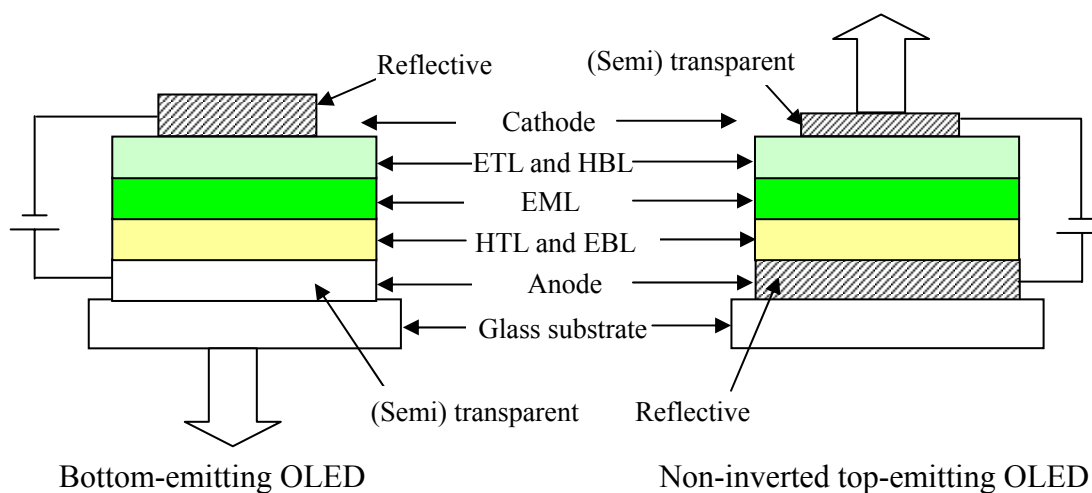 Reflective
(Semi) transparent
Cathode
ETL and HBL
EML
HTL and EBL
Anode
Glass substrate
(Semi) transparent
Reflective
Bottom-emitting OLED
Non-inverted top-emitting OLED